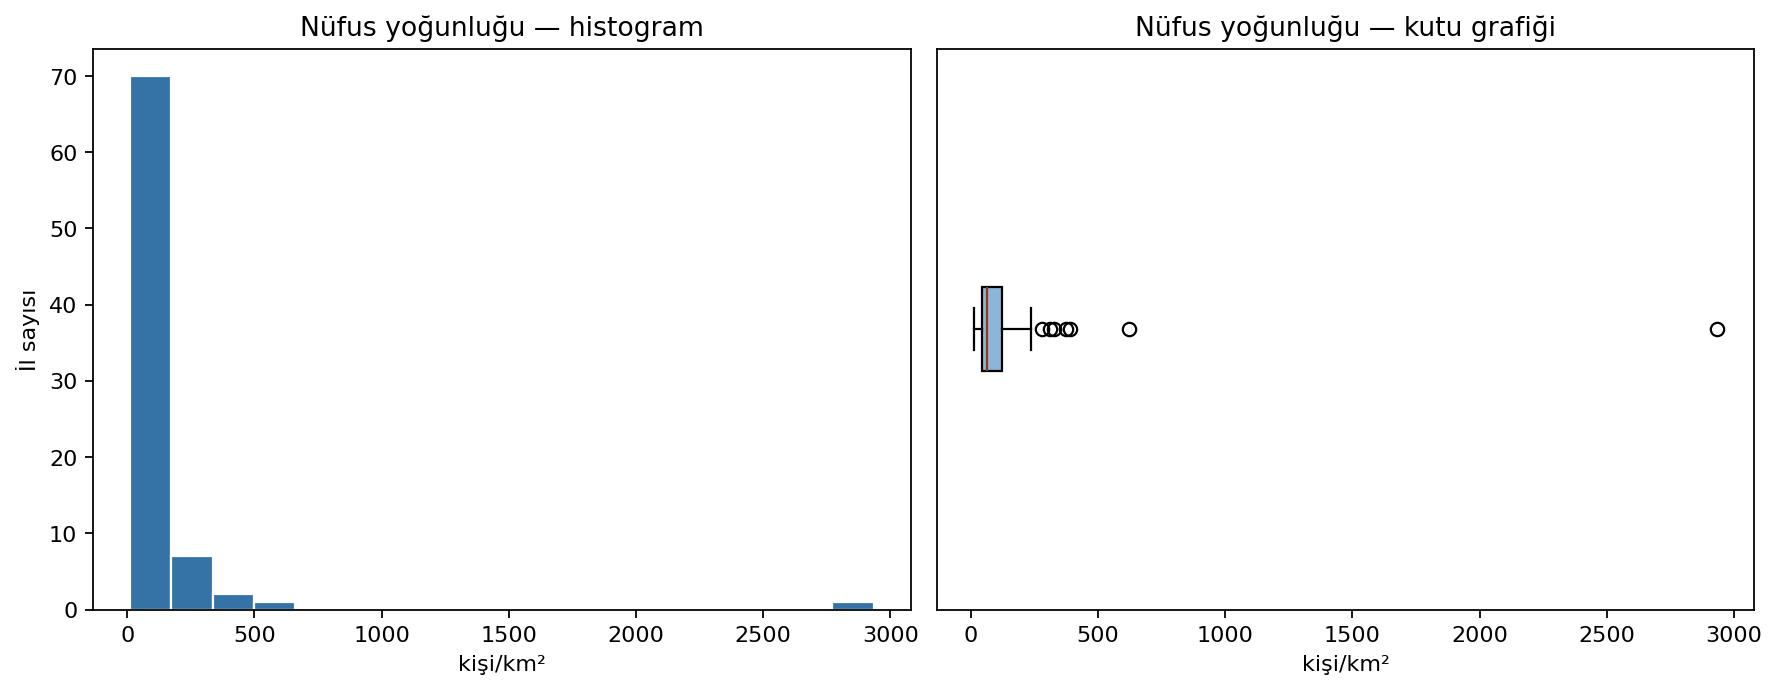 Nüfus yoğunluğu — histogram
70
60
50
40
30
20
10
0
İl sayısı
0 500 1000 1500 2000 2500 3000
kişi/km²
Nüfus yoğunluğu — kutu grafiği
0 500 1000 1500 2000 2500 3000
kişi/km²